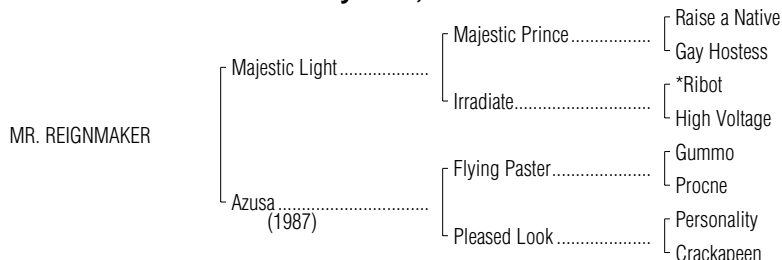 Raise a Native
Majestic Prince.................
Gay Hostess
Majestic Light...................
*Ribot
Irradiate.............................
High Voltage
MR. REIGNMAKER
Gummo
Flying Paster.....................
Procne
Azusa ................................
(1987)
Personality
Pleased Look ....................
Crackapeen